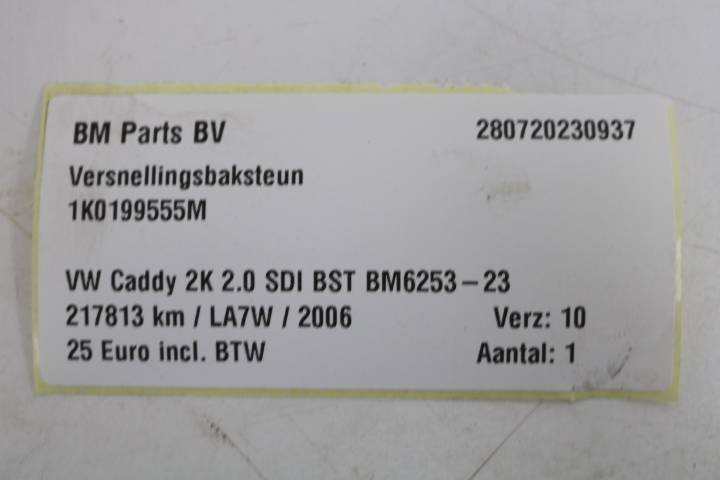 BM Parts BV 280720230937
Versnellingsbaksteun
1K0199555M
VW Caddy 2K 2.0 SDI BST BM6253-23
217813 km / LA7W / 2006 Verz: 10
25 Euro incl. BTW Aantal: 1